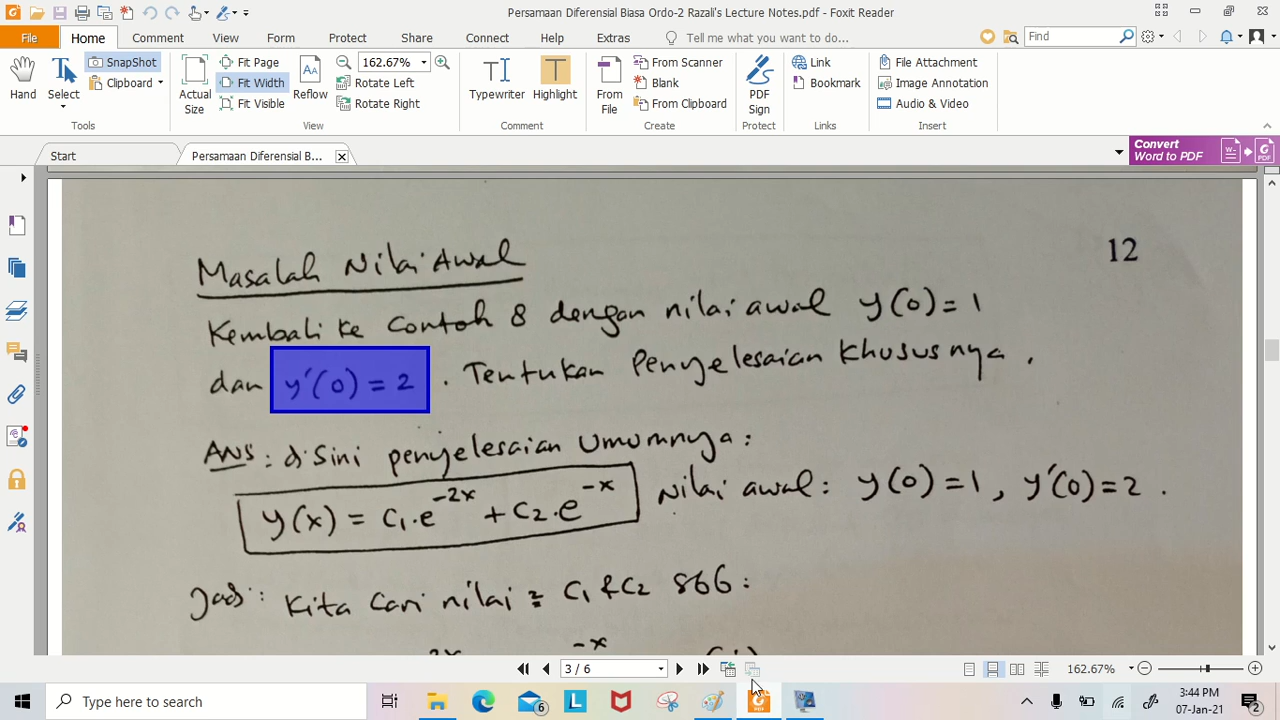 Persamaan Diferensial Biasa Ordo-2 Razali's Lecture Notes.pdf - Foxit Reader
File Home Comment View Form Protect Share Connect Help Extras Tell me what you want to do… Find
Hand Select SnapShot Clipboard Actual Size Fit Page Fit Width Fit Visible Reflow 162.67% Rotate Left Rotate Right Typewriter Highlight From File From Scanner Blank From Clipboard PDF Sign Link Bookmark File Attachment Image Annotation Audio & Video
Tools View Comment Create Protect Links Insert
Start Persamaan Diferensial B... Convert Word to PDF
12
Masalah Nilai Awal
Kembali ke Contoh 8 dengan nilai awal y(0)=1
dan y'(0)=2 . Tentukan Penyelesaian Khususnya .
ANS : disini penyelesaian Umumnya :
y(x) = C₁.e^-2x + C₂.e^-x Nilai awal : y(0)=1, y'(0)=2 .
Jadi : Kita Cari nilai² C₁ & C₂ sbb :
3 / 6 162.67%
Type here to search 6 3:44 PM
07-Jan-21 2